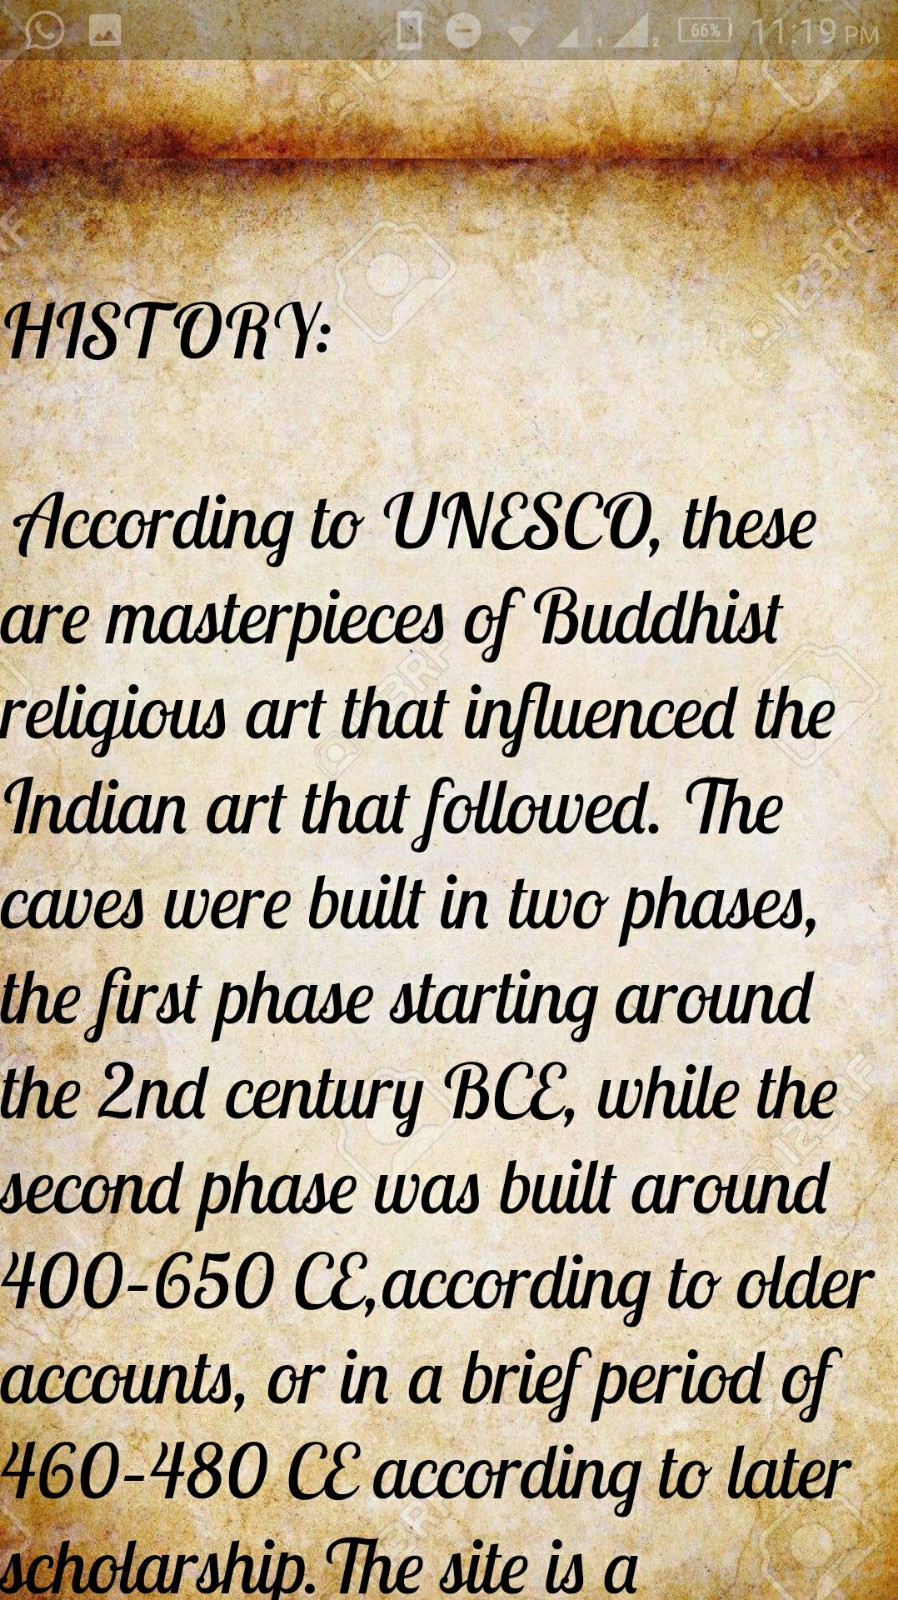 66% 1 2 11:19 PM
HISTORY:
According to UNESCO, these
are masterpieces of Buddhist
religious art that influenced the
Indian art that followed. The
caves were built in two phases,
the first phase starting around
the 2nd century BCE, while the
second phase was built around
400-650 CE,according to older
accounts, or in a brief period of
460-480 CE according to later
scholarship.The site is a
123RF